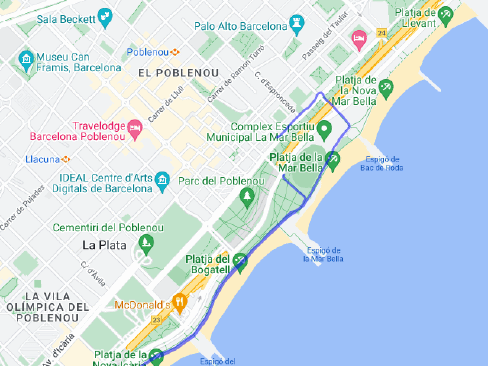 Sala Beckett
Palo Alto Barcelona
Platja de
Llevant
Passeig del Taulat
24
Poblenou
Museu Can
Framis, Barcelona
EL POBLENOU
Carrer de Ramon Turró
Carrer de Llull
C. d'Espronceda
Platja de
la Nova
Mar Bella
Travelodge
Barcelona Poblenou
Complex Esportiu
Municipal La Mar Bella
Llacuna
Platja de la
Mar Bella
Espigó de
Bac de Roda
IDEAL Centre d'Arts
Digitals de Barcelona
Parc del Poblenou
Carrer de Pujades
Cementiri del Poblenou
La Plata
Espigó de
la Mar Bella
C. d'Àvila
Platja del
Bogatell
LA VILA
OLÍMPICA DEL
POBLENOU
McDonald's
23
Av. d'Icària
Platja de la
Nova Icària
Espigó del